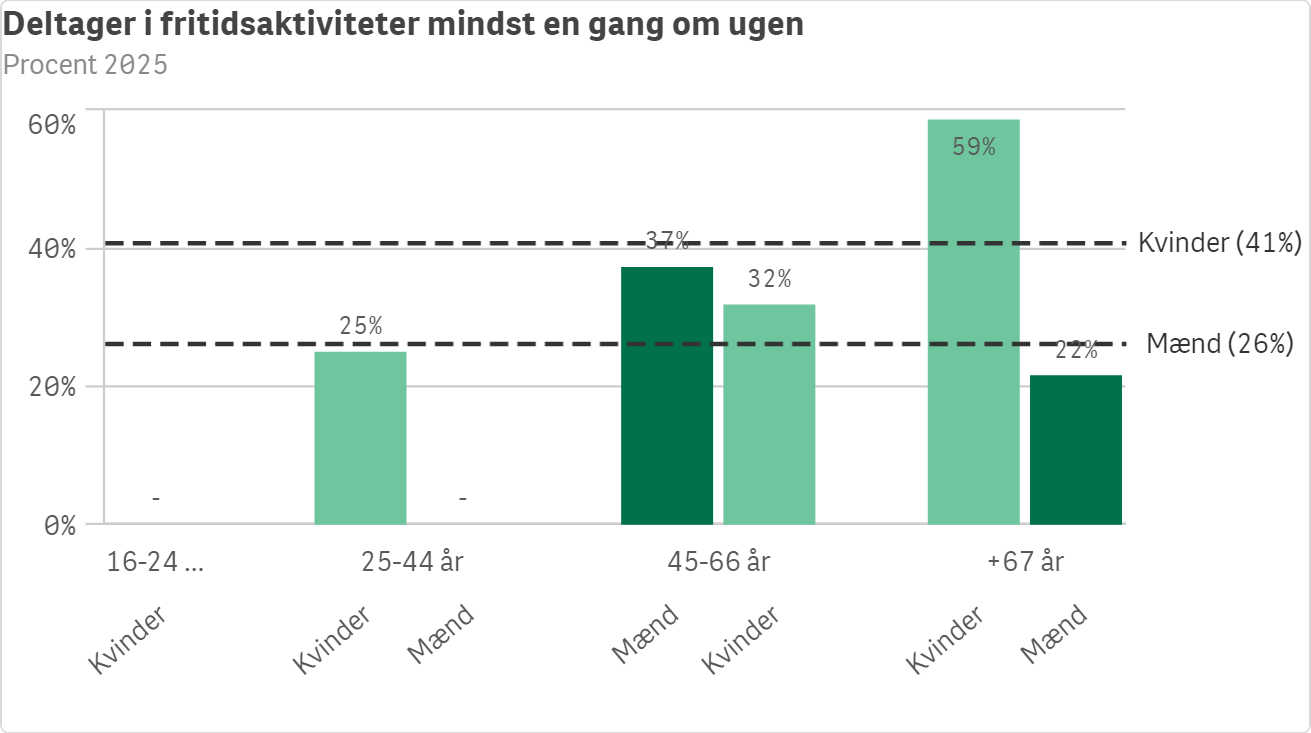 Deltager i fritidsaktiviteter mindst en gang om ugen
Procent 2025
60%
59%
Kvinder (41%)
40%
37%
32%
25%
Mænd (26%)
22%
20%
-
-
0%
16-24 ...
25-44 år
45-66 år
+67 år
Kvinder
Kvinder
Mænd
Mænd
Kvinder
Kvinder
Mænd